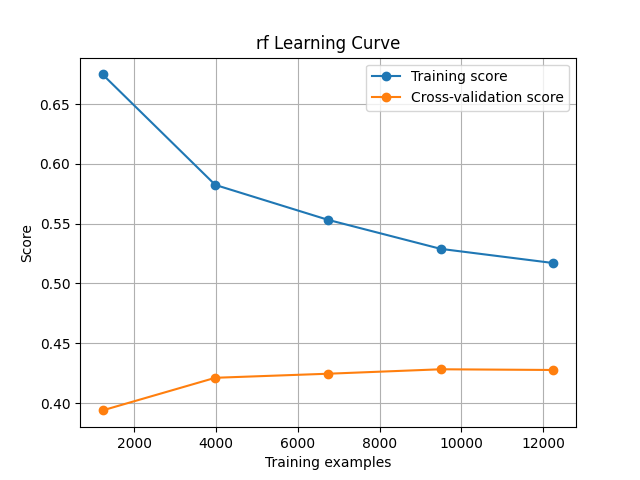 rf Learning Curve
Training score
Cross-validation score
Score
0.65
0.60
0.55
0.50
0.45
0.40
2000 4000 6000 8000 10000 12000
Training examples